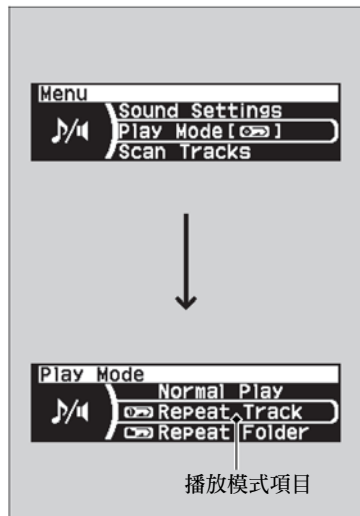 Menu
Sound Settings
Play Mode[]
Scan Tracks
Play Mode
Normal Play
Repeat Track
Repeat Folder
播放模式項目